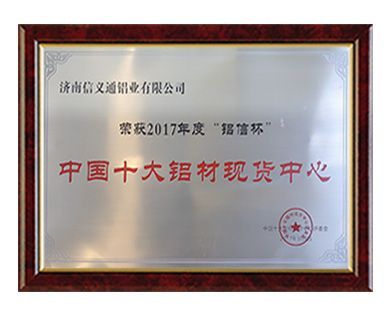 济南信义通铝业有限公司
荣获2017年度“铝信杯”
中国十大铝材现货中心